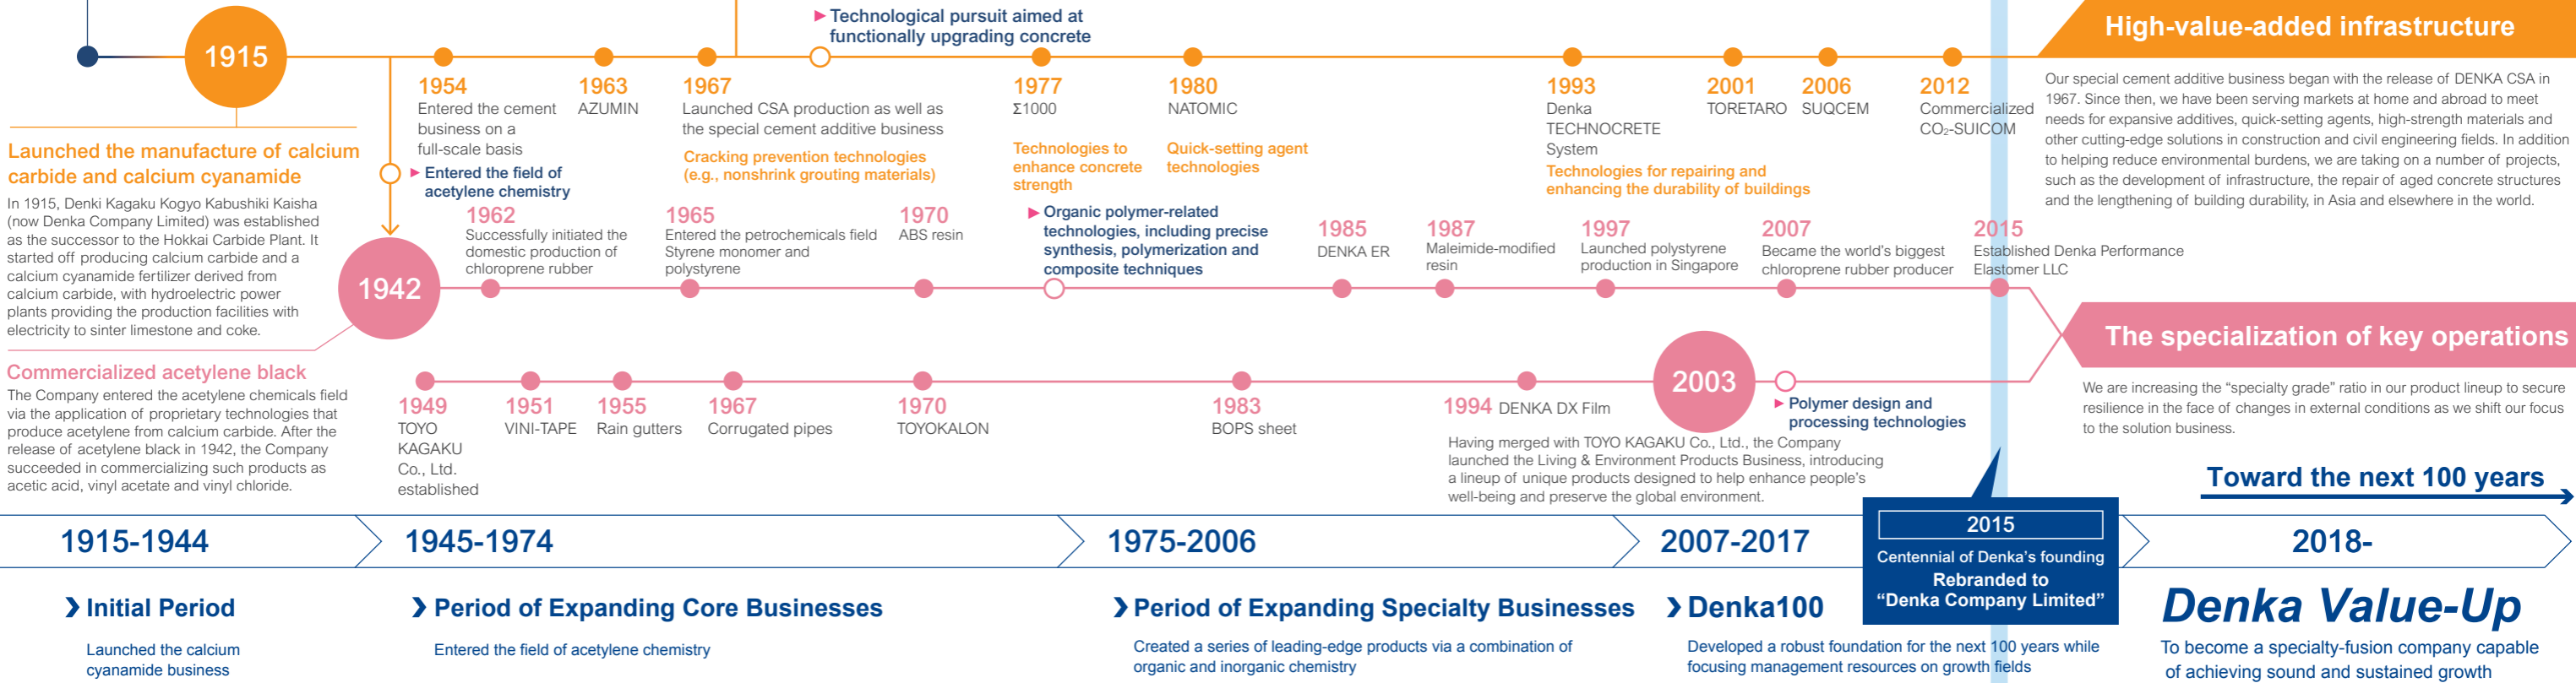 ▶ Technological pursuit aimed at
functionally upgrading concrete
High-value-added infrastructure
1915
1954
Entered the cement
business on a
full-scale basis
▶ Entered the field of
acetylene chemistry
1963
AZUMIN
1967
Launched CSA production as well as
the special cement additive business
Cracking prevention technologies
(e.g., nonshrink grouting materials)
1977
Σ1000
Technologies to
enhance concrete
strength
1980
NATOMIC
Quick-setting agent
technologies
1993
Denka
TECHNOCRETE
System
Technologies for repairing and
enhancing the durability of buildings
2001
TORETARO
2006
SUQCEM
2012
Commercialized
CO₂-SUICOM
Our special cement additive business began with the release of DENKA CSA in
1967. Since then, we have been serving markets at home and abroad to meet
needs for expansive additives, quick-setting agents, high-strength materials and
other cutting-edge solutions in construction and civil engineering fields. In addition
to helping reduce environmental burdens, we are taking on a number of projects,
such as the development of infrastructure, the repair of aged concrete structures
and the lengthening of building durability, in Asia and elsewhere in the world.
Launched the manufacture of calcium
carbide and calcium cyanamide
In 1915, Denki Kagaku Kogyo Kabushiki Kaisha
(now Denka Company Limited) was established
as the successor to the Hokkai Carbide Plant. It
started off producing calcium carbide and a
calcium cyanamide fertilizer derived from
calcium carbide, with hydroelectric power
plants providing the production facilities with
electricity to sinter limestone and coke.
1942
1962
Successfully initiated the
domestic production of
chloroprene rubber
1965
Entered the petrochemicals field
Styrene monomer and
polystyrene
1970
ABS resin
▶ Organic polymer-related
technologies, including precise
synthesis, polymerization and
composite techniques
1985
DENKA ER
1987
Maleimide-modified
resin
1997
Launched polystyrene
production in Singapore
2007
Became the world's biggest
chloroprene rubber producer
2015
Established Denka Performance
Elastomer LLC
The specialization of key operations
We are increasing the “specialty grade” ratio in our product lineup to secure
resilience in the face of changes in external conditions as we shift our focus
to the solution business.
Commercialized acetylene black
The Company entered the acetylene chemicals field
via the application of proprietary technologies that
produce acetylene from calcium carbide. After the
release of acetylene black in 1942, the Company
succeeded in commercializing such products as
acetic acid, vinyl acetate and vinyl chloride.
1949
TOYO
KAGAKU
Co., Ltd.
established
1951
VINI-TAPE
1955
Rain gutters
1967
Corrugated pipes
1970
TOYOKALON
1983
BOPS sheet
1994 DENKA DX Film
2003
▶ Polymer design and
processing technologies
Having merged with TOYO KAGAKU Co., Ltd., the Company
launched the Living & Environment Products Business, introducing
a lineup of unique products designed to help enhance people's
well-being and preserve the global environment.
Toward the next 100 years
1915-1944
1945-1974
1975-2006
2007-2017
2015
Centennial of Denka's founding
Rebranded to
“Denka Company Limited”
2018-
Initial Period
Launched the calcium
cyanamide business
Period of Expanding Core Businesses
Entered the field of acetylene chemistry
Period of Expanding Specialty Businesses
Created a series of leading-edge products via a combination of
organic and inorganic chemistry
Denka100
Developed a robust foundation for the next 100 years while
focusing management resources on growth fields
Denka Value-Up
To become a specialty-fusion company capable
of achieving sound and sustained growth